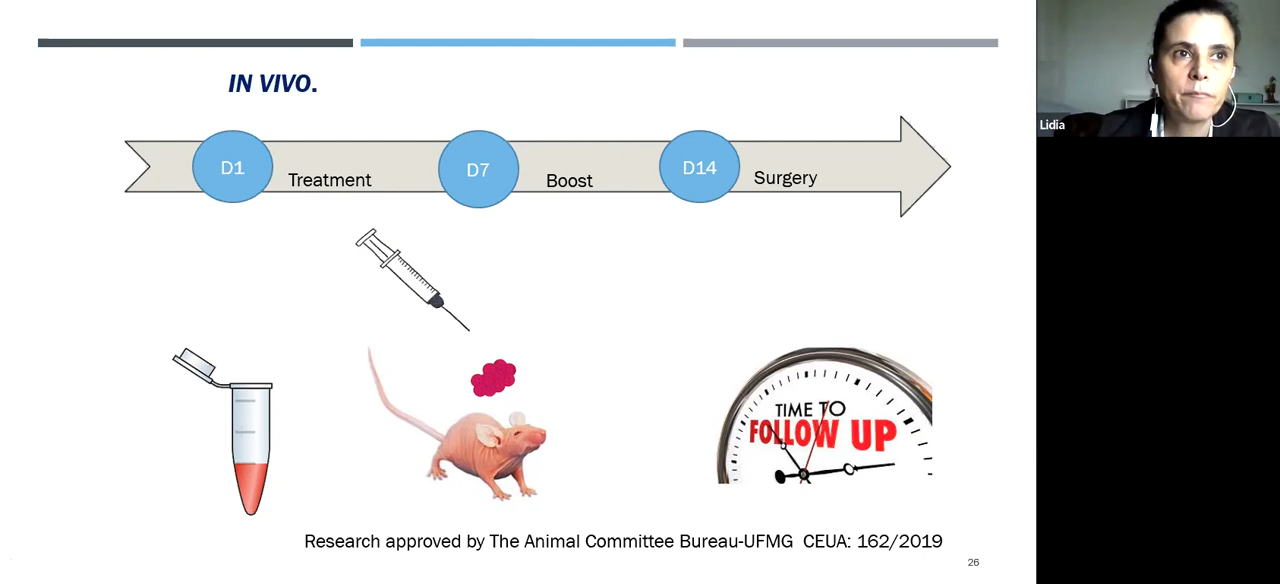 IN VIVO.
D1
Treatment
D7
Boost
D14
Surgery
TIME TO
FOLLOW UP
Research approved by The Animal Committee Bureau-UFMG CEUA: 162/2019
26
Lidia